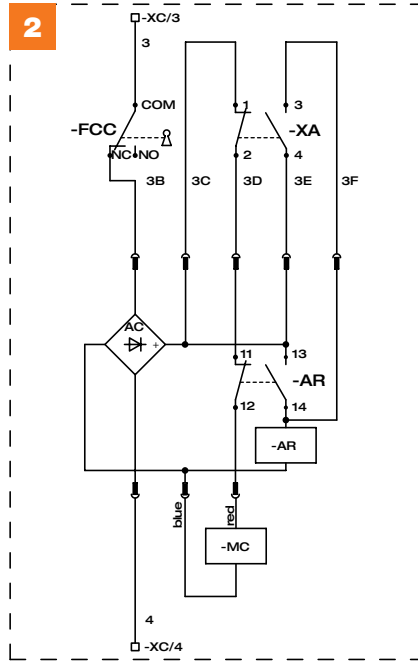 2
-XC/3
3
COM
1
3
-FCC
-XA
NC NO
2
4
3B
3C
3D
3E
3F
AC
+
11
13
-AR
12
14
-AR
blue
red
-MC
4
-XC/4